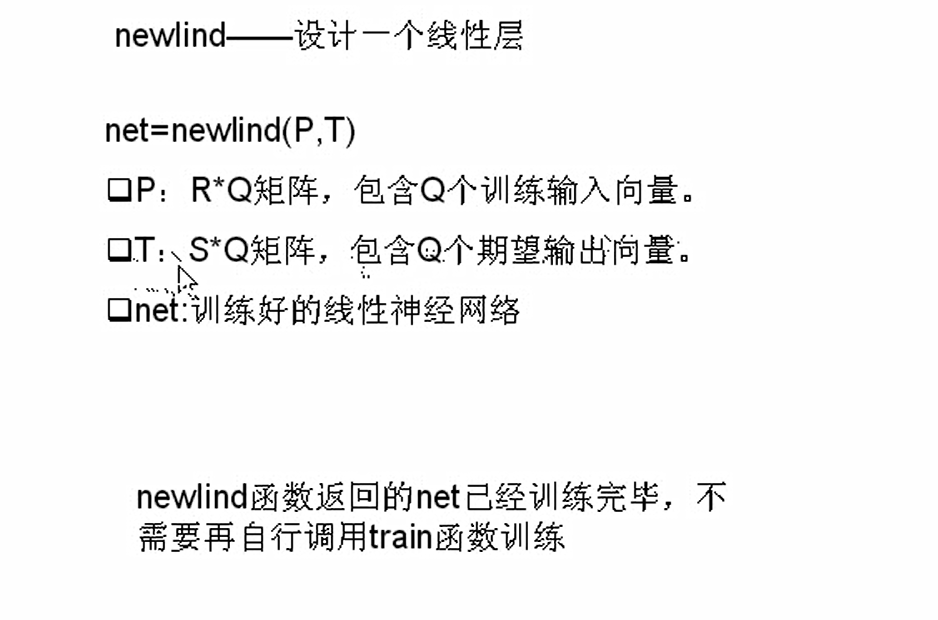 newlind——设计一个线性层
net=newlind(P,T)
❑P：R*Q矩阵，包含Q个训练输入向量。
❑T：S*Q矩阵，包含Q个期望输出向量。
❑net:训练好的线性神经网络
newlind函数返回的net已经训练完毕，不
需要再自行调用train函数训练